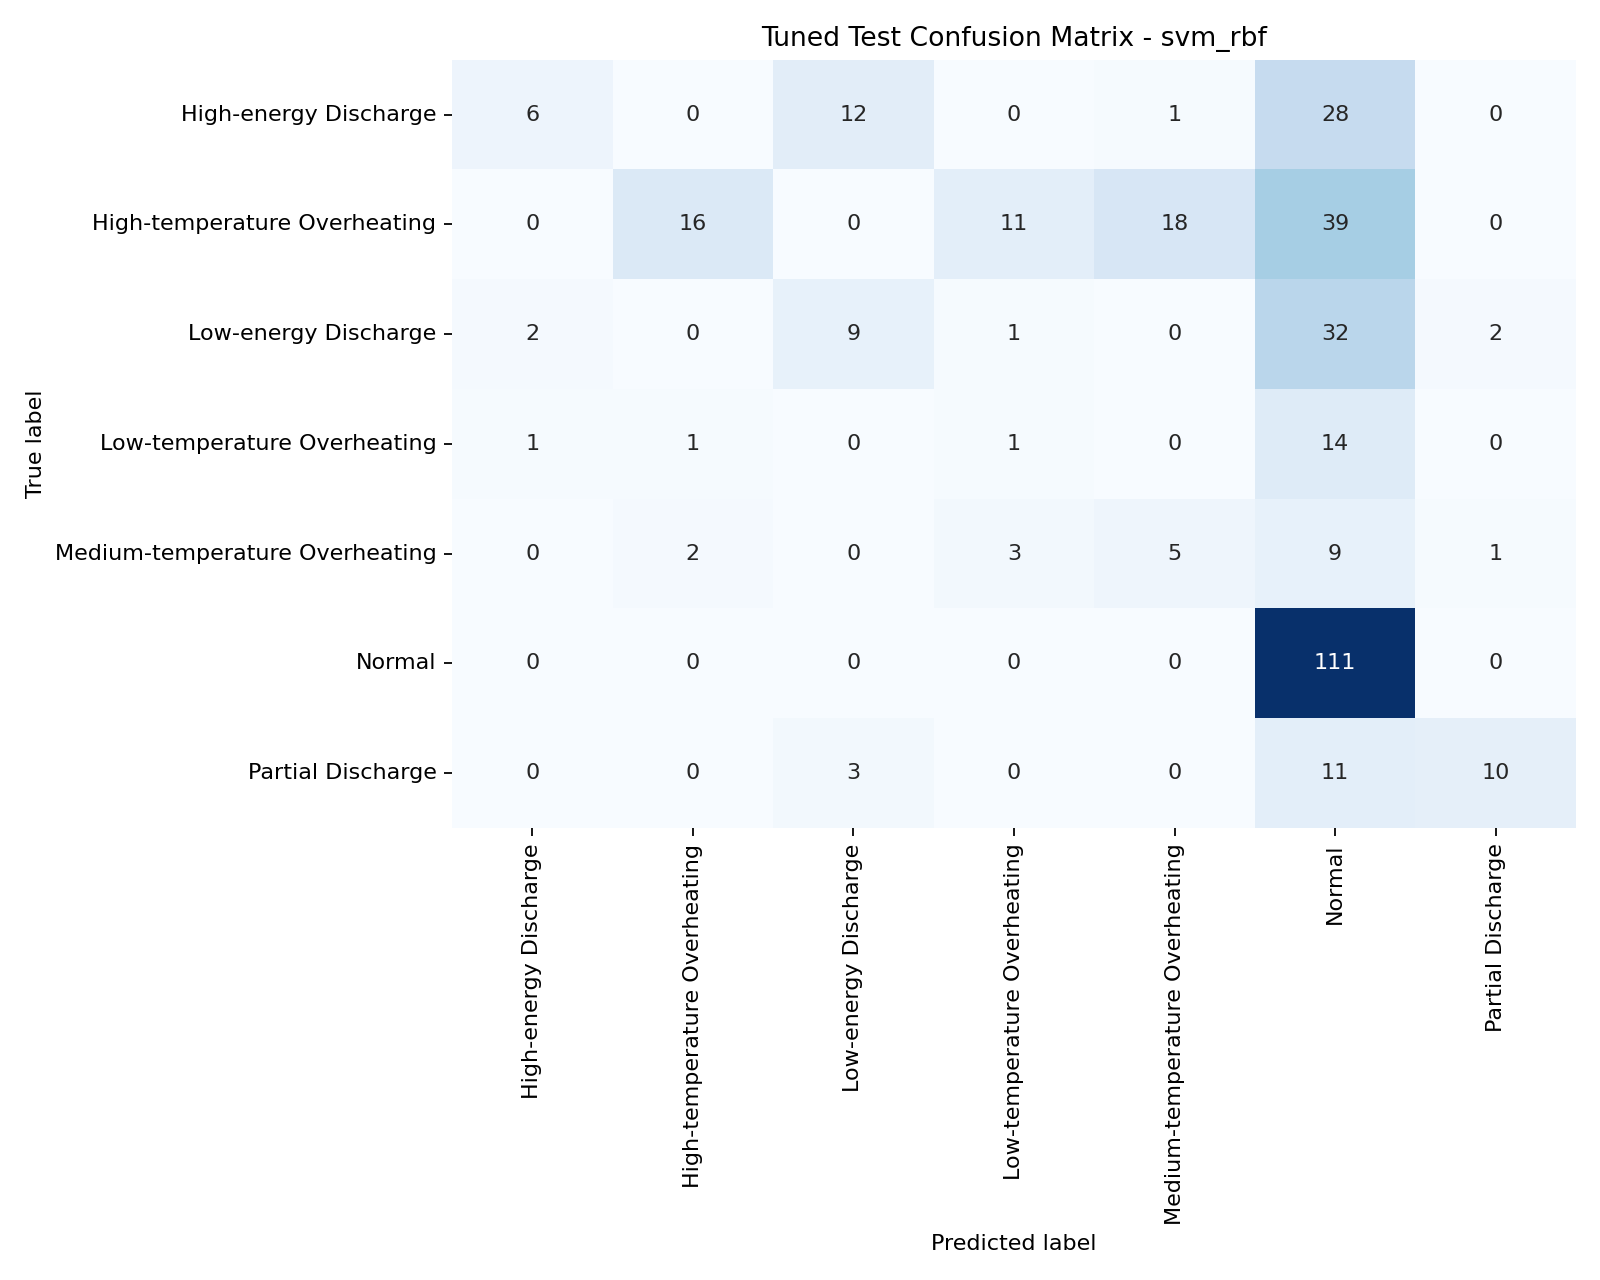 Tuned Test Confusion Matrix - svm_rbf
True label
High-energy Discharge 6 0 12 0 1 28 0
High-temperature Overheating 0 16 0 11 18 39 0
Low-energy Discharge 2 0 9 1 0 32 2
Low-temperature Overheating 1 1 0 1 0 14 0
Medium-temperature Overheating 0 2 0 3 5 9 1
Normal 0 0 0 0 0 111 0
Partial Discharge 0 0 3 0 0 11 10
High-energy Discharge
High-temperature Overheating
Low-energy Discharge
Low-temperature Overheating
Medium-temperature Overheating
Normal
Partial Discharge
Predicted label